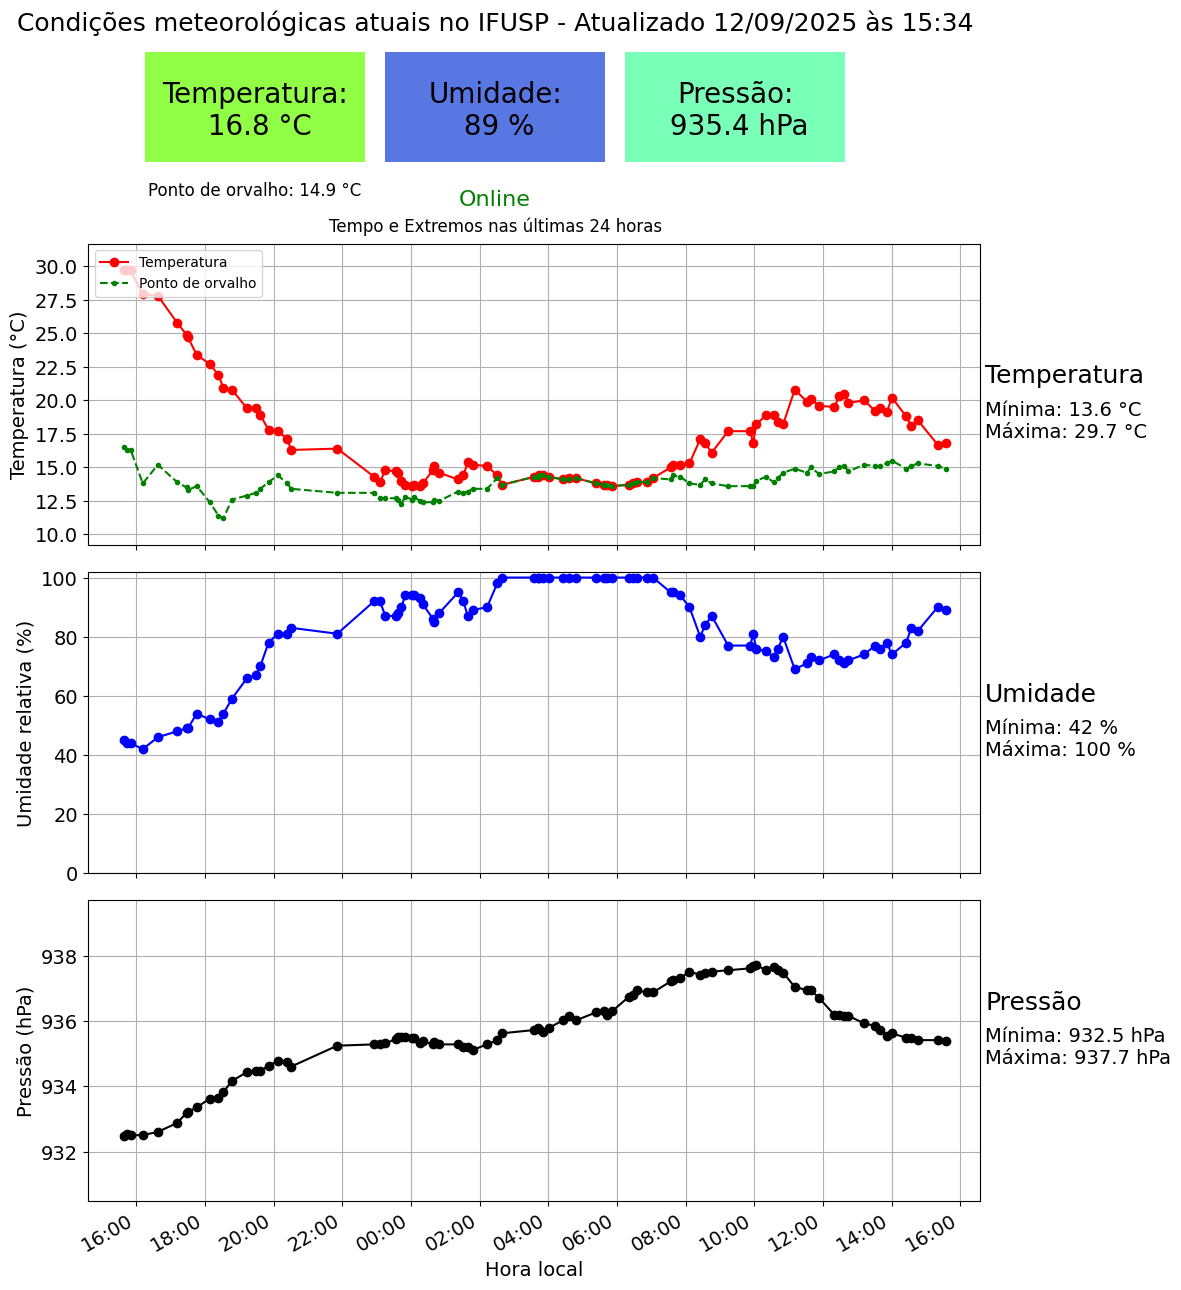 Condições meteorológicas atuais no IFUSP - Atualizado 12/09/2025 às 15:34
Temperatura:
16.8 °C
Umidade:
89 %
Pressão:
935.4 hPa
Ponto de orvalho: 14.9 °C
Online
Tempo e Extremos nas últimas 24 horas
Temperatura (°C)
30.0
27.5
25.0
22.5
20.0
17.5
15.0
12.5
10.0
Temperatura
Ponto de orvalho
Temperatura
Mínima: 13.6 °C
Máxima: 29.7 °C
Umidade relativa (%)
100
80
60
40
20
0
Umidade
Mínima: 42 %
Máxima: 100 %
Pressão (hPa)
938
936
934
932
Pressão
Mínima: 932.5 hPa
Máxima: 937.7 hPa
16:00 18:00 20:00 22:00 00:00 02:00 04:00 06:00 08:00 10:00 12:00 14:00 16:00
Hora local